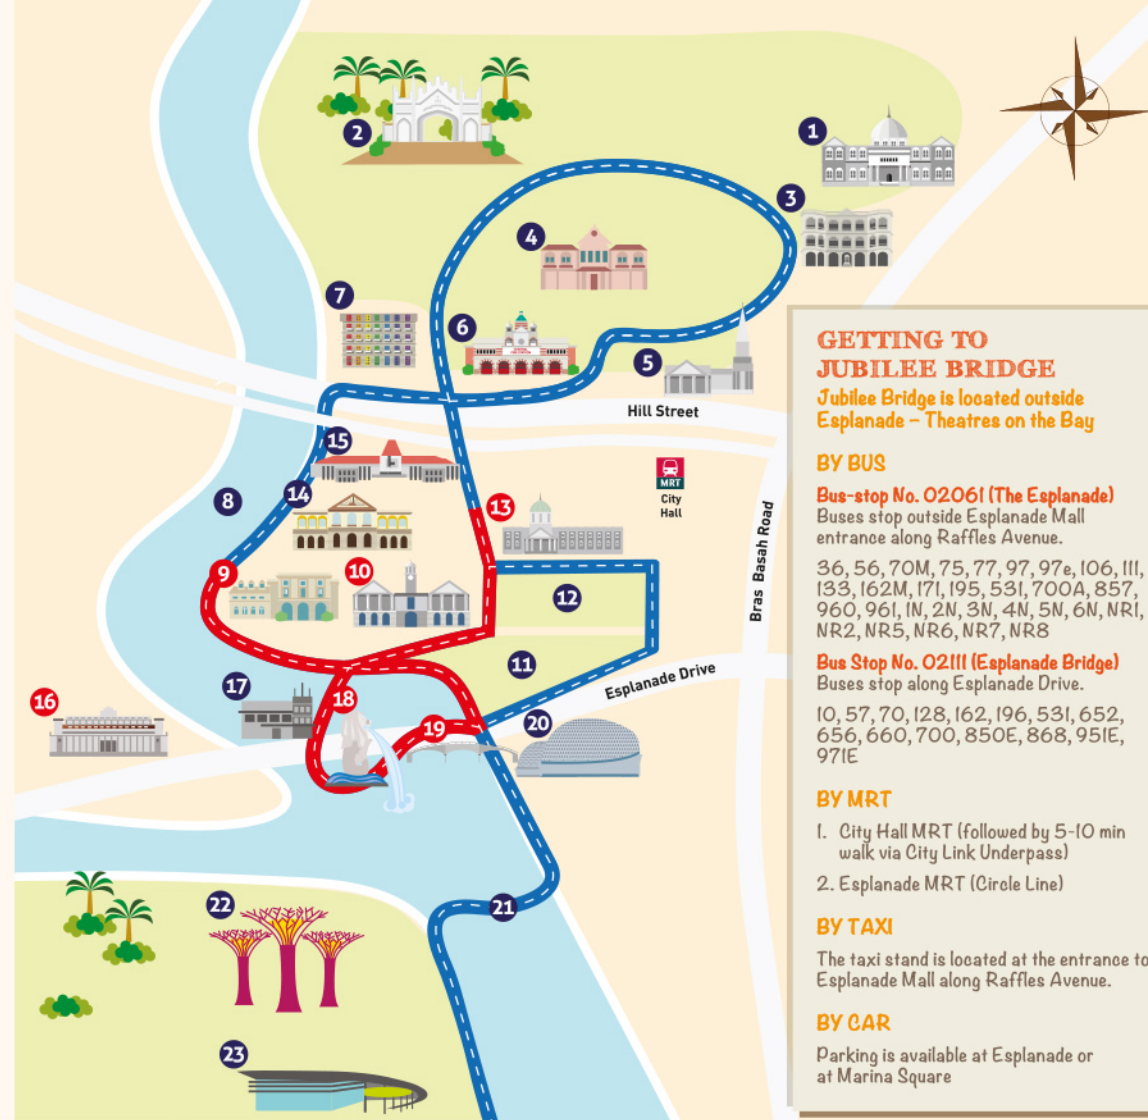 2
1
3
4
7
6
5
Hill Street
15
MRT
City
Hall
14
8
13
9
10
12
Bras Basah Road
11
Esplanade Drive
17
16
18
19
20
21
22
23
GETTING TO
JUBILEE BRIDGE
Jubilee Bridge is located outside
Esplanade – Theatres on the Bay
BY BUS
Bus-stop No. 02061 (The Esplanade)
Buses stop outside Esplanade Mall
entrance along Raffles Avenue.
36, 56, 70M, 75, 77, 97, 97e, 106, 111,
133, 162M, 171, 195, 531, 700A, 857,
960, 961, 1N, 2N, 3N, 4N, 5N, 6N, NR1,
NR2, NR5, NR6, NR7, NR8
Bus Stop No. 02111 (Esplanade Bridge)
Buses stop along Esplanade Drive.
10, 57, 70, 128, 162, 196, 531, 652,
656, 660, 700, 850E, 868, 951E,
971E
BY MRT
1. City Hall MRT (followed by 5-10 min
walk via City Link Underpass)
2. Esplanade MRT (Circle Line)
BY TAXI
The taxi stand is located at the entrance to
Esplanade Mall along Raffles Avenue.
BY CAR
Parking is available at Esplanade or
at Marina Square